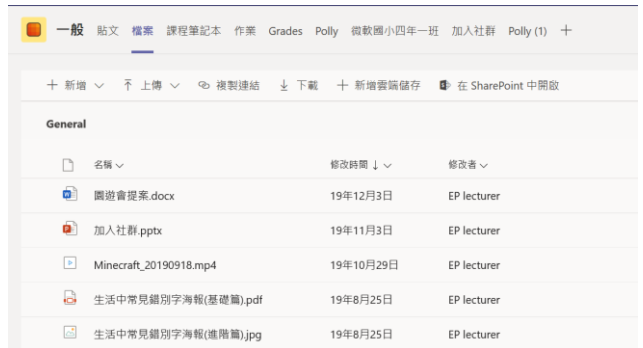 一般 貼文 檔案 課程筆記本 作業 Grades Polly 微軟國小四年一班 加入社群 Polly (1)
新增 上傳 複製連結 下載 新增雲端儲存 在 SharePoint 中開啟
General
名稱 修改時間 修改者
園遊會提案.docx 19年12月3日 EP lecturer
加入社群.pptx 19年11月3日 EP lecturer
Minecraft_20190918.mp4 19年10月29日 EP lecturer
生活中常見錯別字海報(基礎篇).pdf 19年8月25日 EP lecturer
生活中常見錯別字海報(進階篇).jpg 19年8月25日 EP lecturer